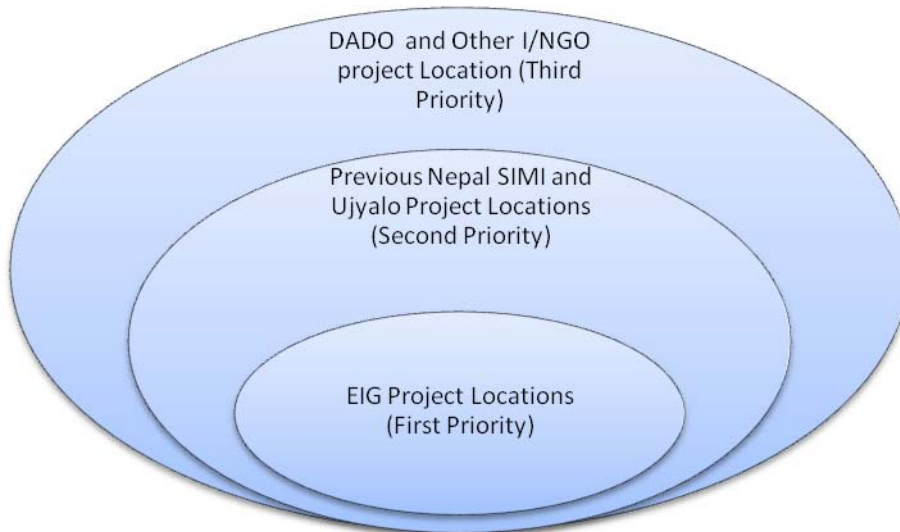 DADO and Other I/NGO
project Location (Third
Priority)
Previous Nepal SIMI and
Ujyalo Project Locations
(Second Priority)
EIG Project Locations
(First Priority)